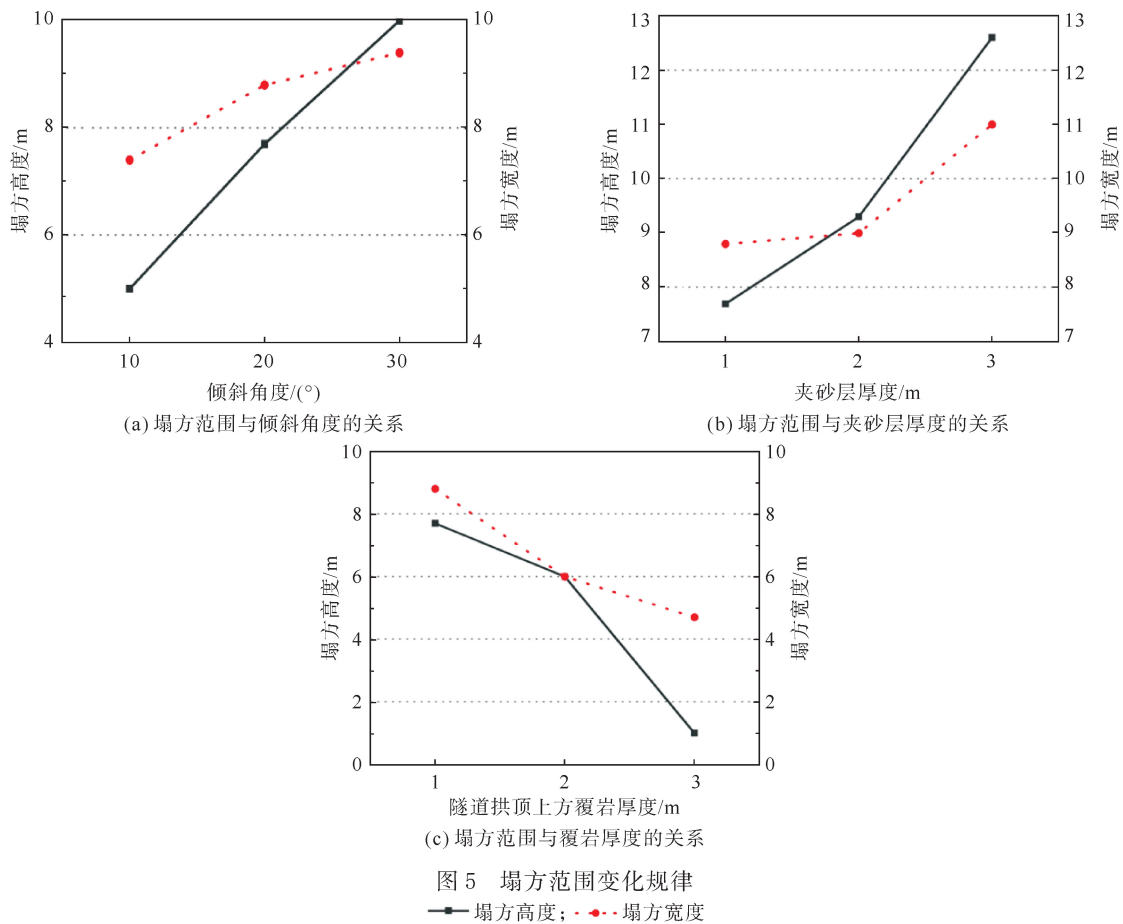 10
8
6
4
塌方高度/m
10
8
6
4
塌方宽度/m
10 20 30
倾斜角度/(°)
(a) 塌方范围与倾斜角度的关系
13
12
11
10
9
8
7
塌方高度/m
13
12
11
10
9
8
7
塌方宽度/m
1 2 3
夹砂层厚度/m
(b) 塌方范围与夹砂层厚度的关系
10
8
6
4
2
0
塌方高度/m
10
8
6
4
2
0
塌方宽度/m
1 2 3
隧道拱顶上方覆岩厚度/m
(c) 塌方范围与覆岩厚度的关系
图5 塌方范围变化规律
塌方高度; 塌方宽度